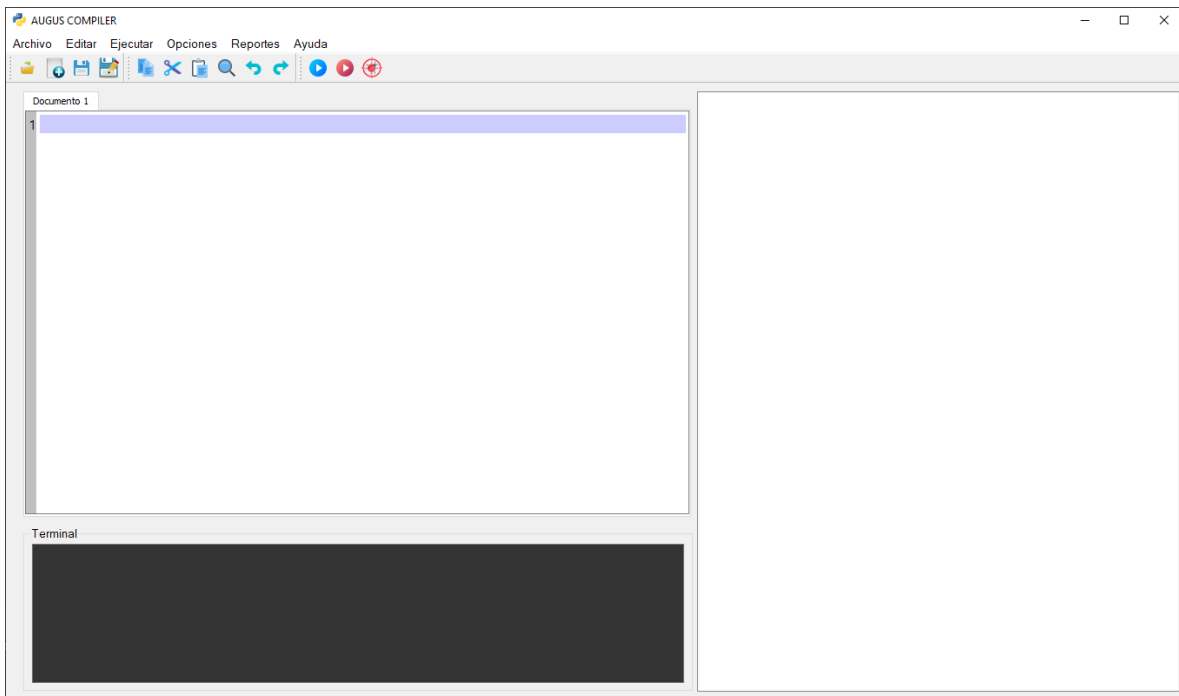 AUGUS COMPILER
Archivo Editar Ejecutar Opciones Reportes Ayuda
Documento 1
1
Terminal